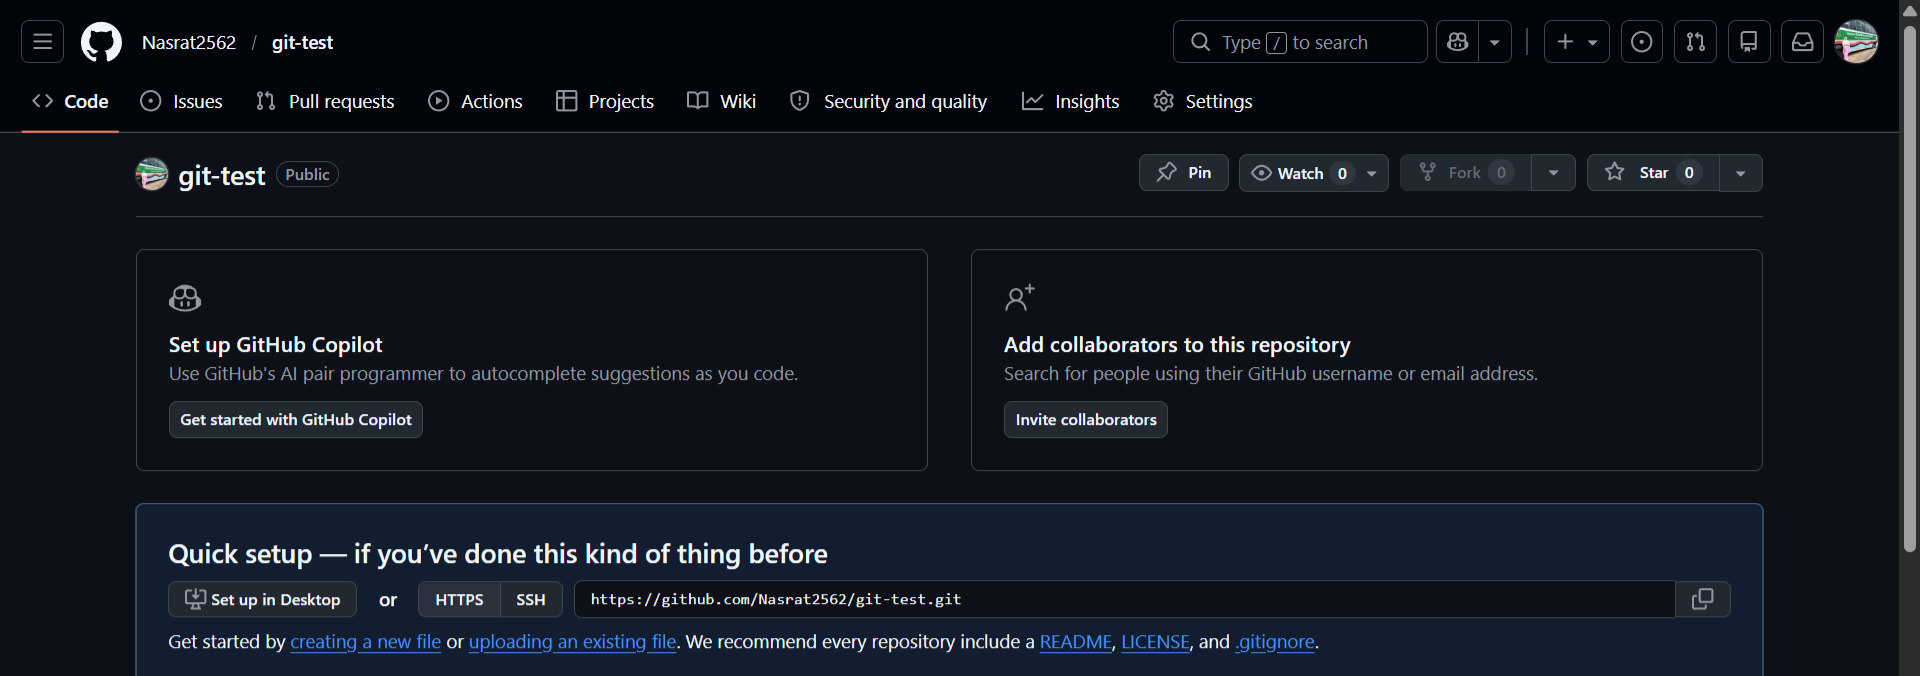 Nasrat2562 / git-test
Type / to search
Code Issues Pull requests Actions Projects Wiki Security and quality Insights Settings
git-test Public
Pin Watch 0 Fork 0 Star 0
Set up GitHub Copilot
Use GitHub's AI pair programmer to autocomplete suggestions as you code.
Get started with GitHub Copilot
Add collaborators to this repository
Search for people using their GitHub username or email address.
Invite collaborators
Quick setup — if you’ve done this kind of thing before
Set up in Desktop or HTTPS SSH https://github.com/Nasrat2562/git-test.git
Get started by creating a new file or uploading an existing file. We recommend every repository include a README, LICENSE, and .gitignore.